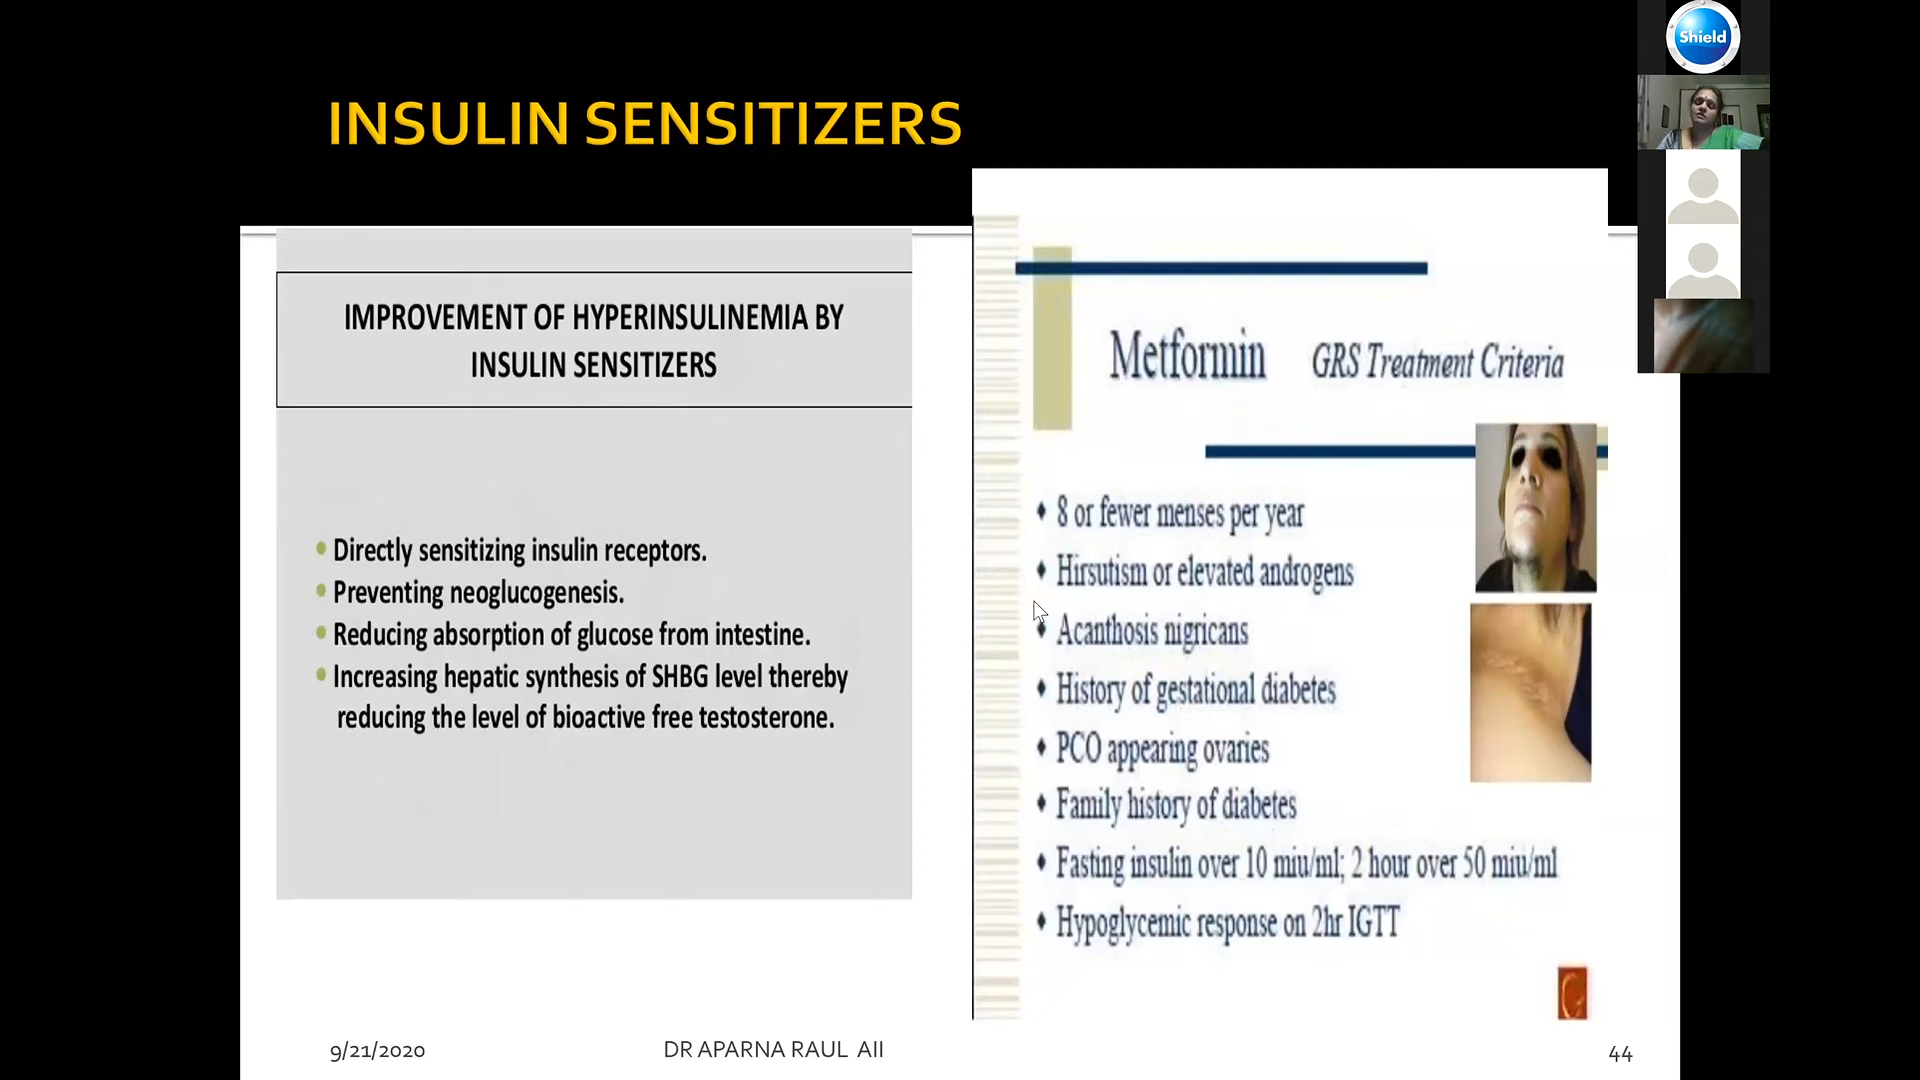 Shield
INSULIN SENSITIZERS
IMPROVEMENT OF HYPERINSULINEMIA BY
INSULIN SENSITIZERS
Directly sensitizing insulin receptors.
Preventing neoglucogenesis.
Reducing absorption of glucose from intestine.
Increasing hepatic synthesis of SHBG level thereby
reducing the level of bioactive free testosterone.
Metformin GRS Treatment Criteria
8 or fewer menses per year
Hirsutism or elevated androgens
Acanthosis nigricans
History of gestational diabetes
PCO appearing ovaries
Family history of diabetes
Fasting insulin over 10 miu/ml; 2 hour over 50 miu/ml
Hypoglycemic response on 2hr IGTT
9/21/2020
DR APARNA RAUL AII
44